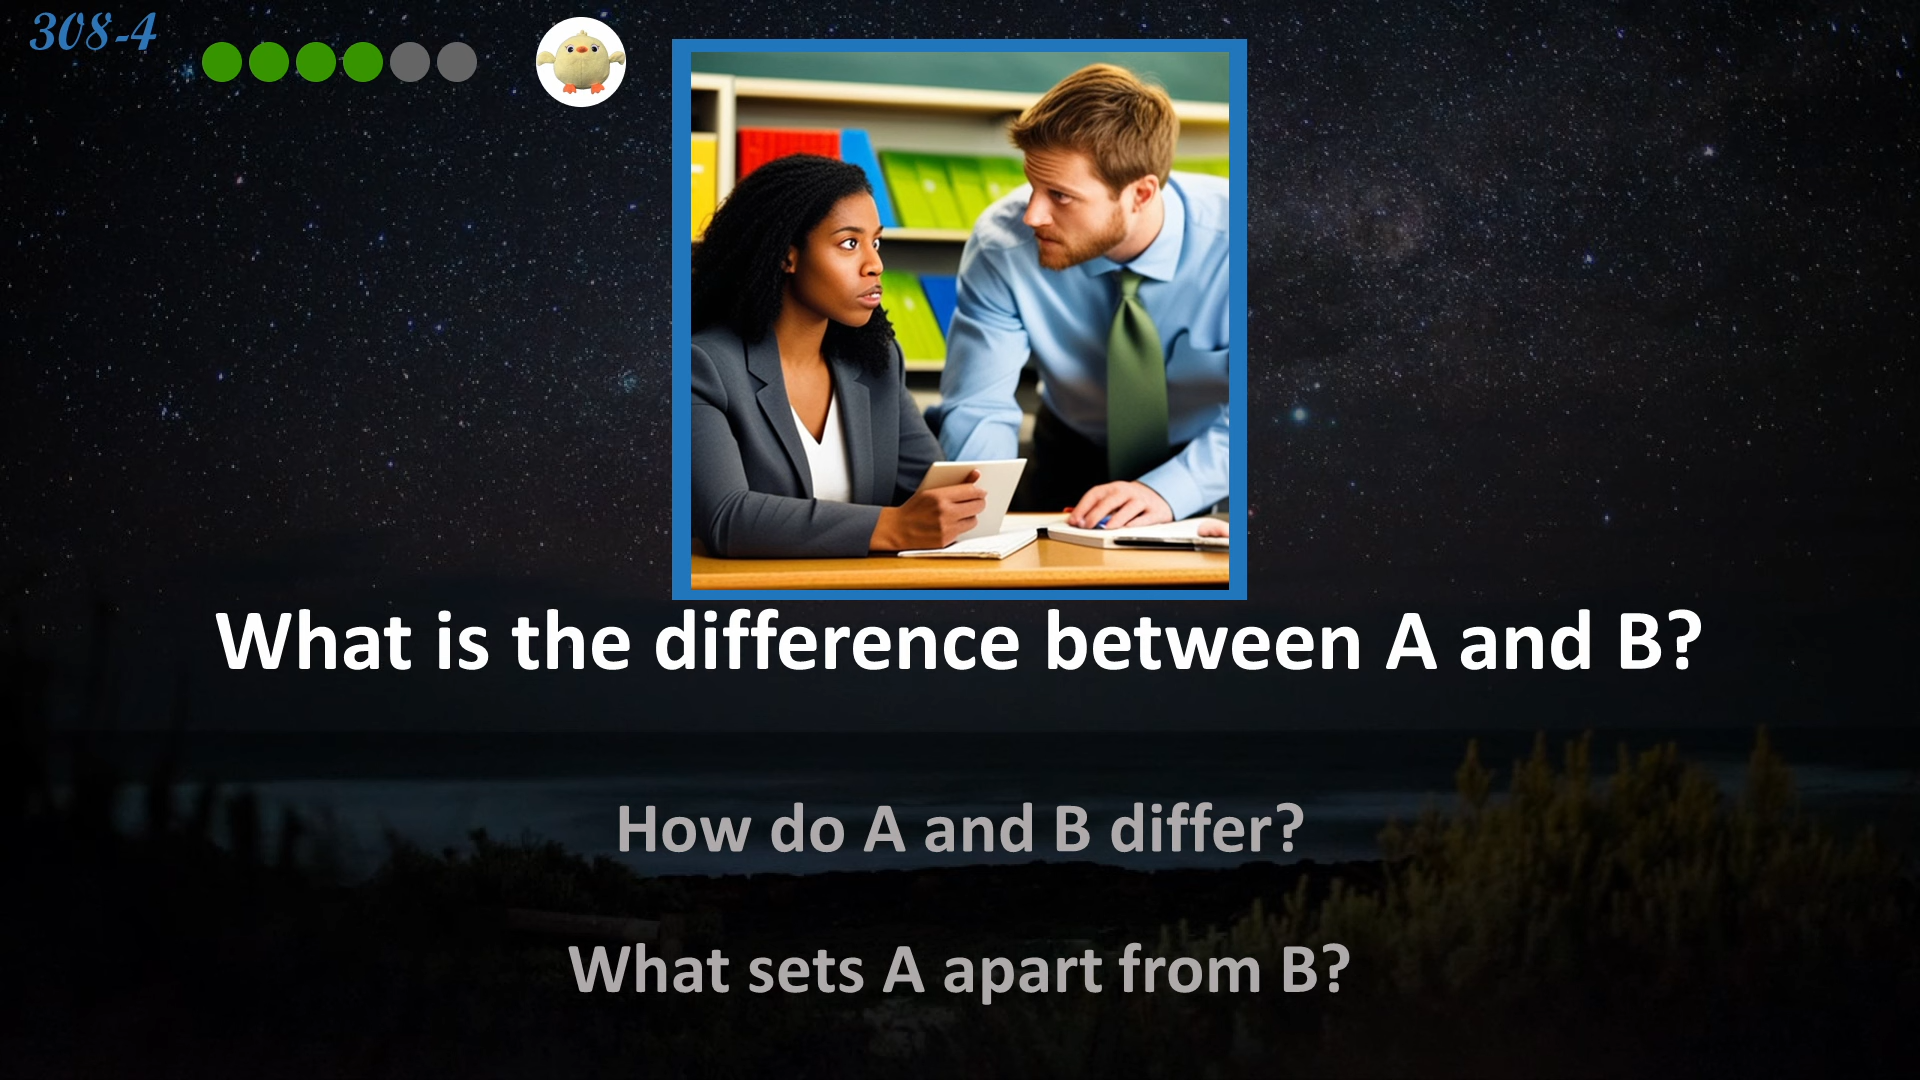 308-4
What is the difference between A and B?
How do A and B differ?
What sets A apart from B?